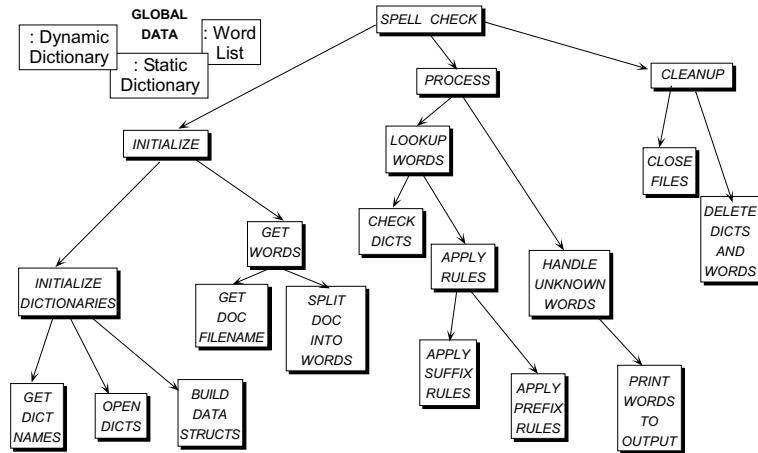 GLOBAL
DATA
: Dynamic
Dictionary
: Static
Dictionary
: Word
List
SPELL CHECK
INITIALIZE
PROCESS
CLEANUP
LOOKUP
WORDS
CLOSE
FILES
DELETE
DICTS
AND
WORDS
GET
WORDS
CHECK
DICTS
APPLY
RULES
HANDLE
UNKNOWN
WORDS
INITIALIZE
DICTIONARIES
GET
DOC
FILENAME
SPLIT
DOC
INTO
WORDS
APPLY
SUFFIX
RULES
APPLY
PREFIX
RULES
PRINT
WORDS
TO
OUTPUT
GET
DICT
NAMES
OPEN
DICTS
BUILD
DATA
STRUCTS